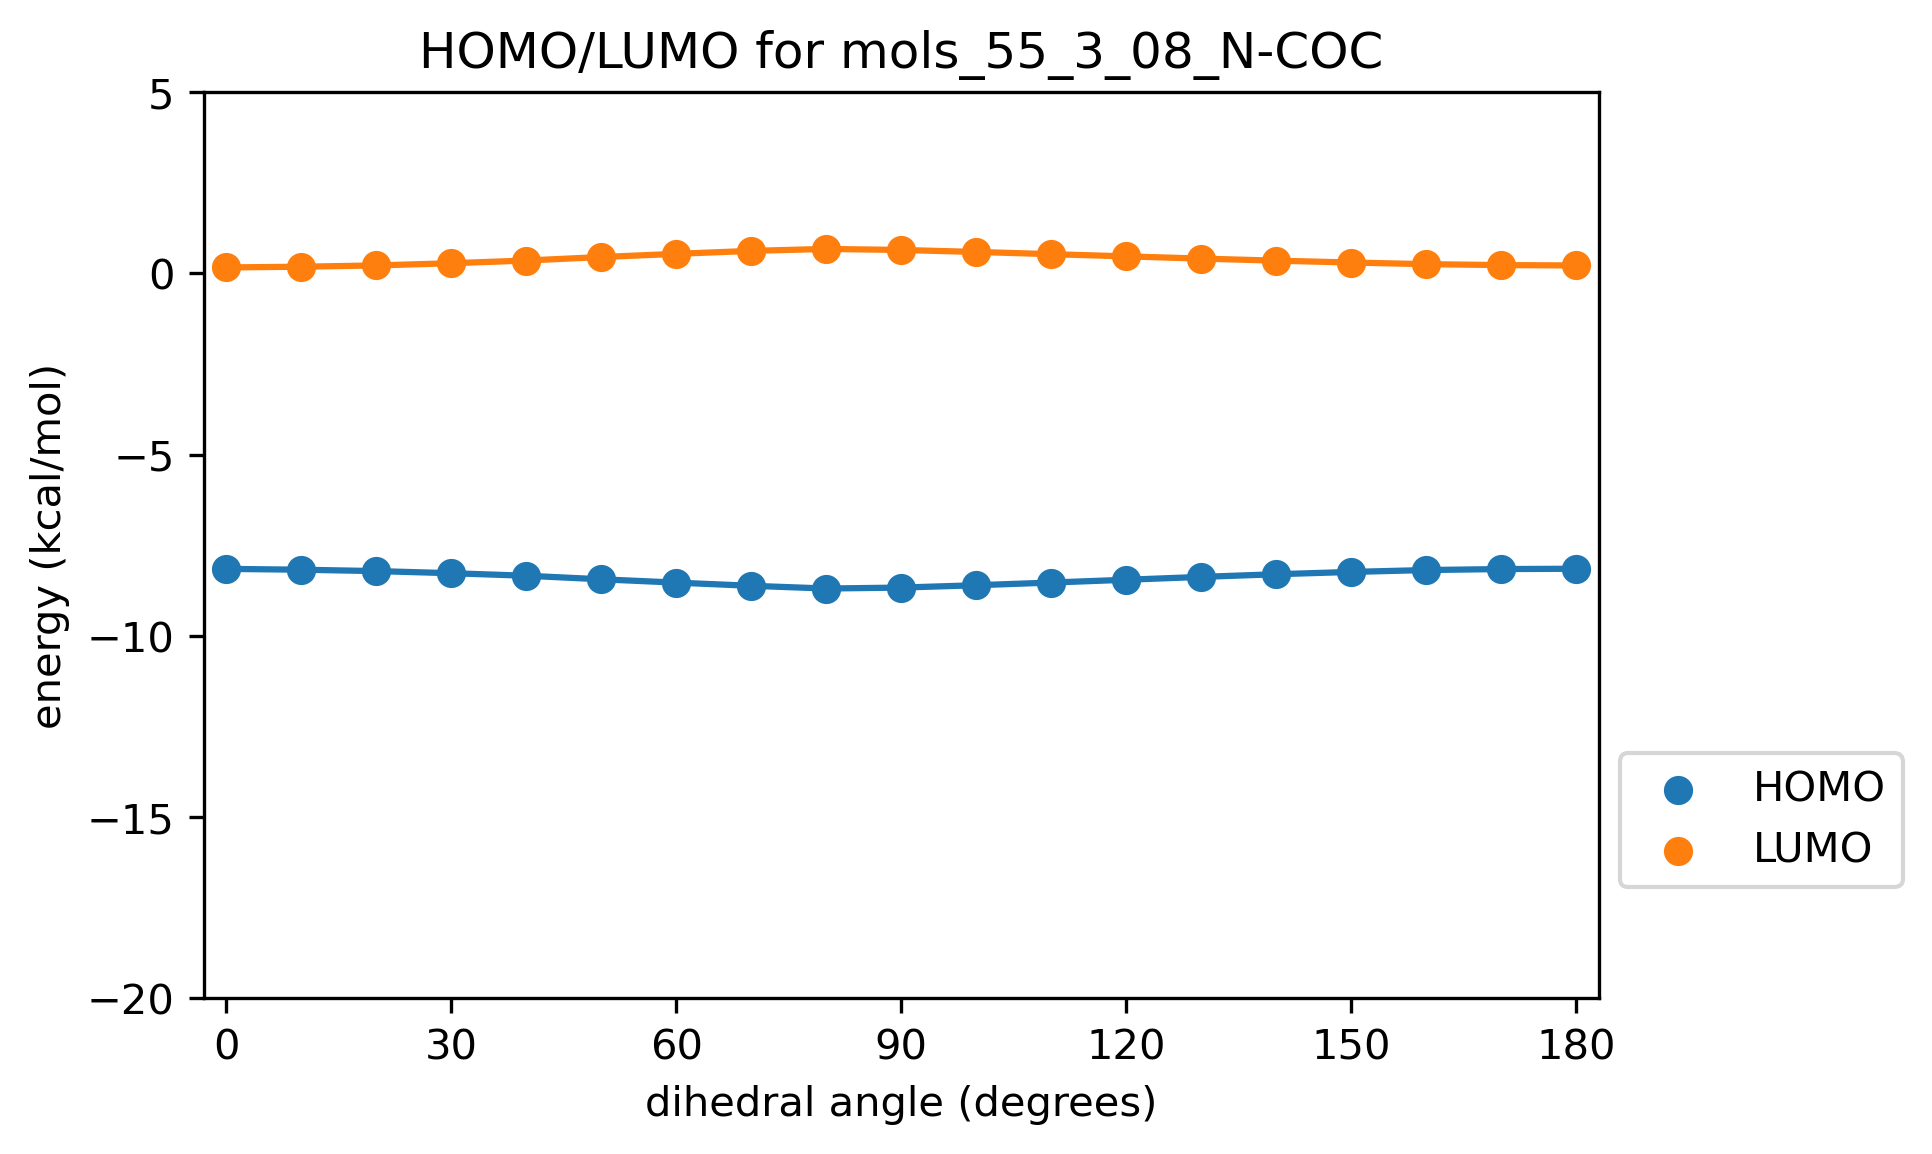 HOMO/LUMO for mols_55_3_08_N-COC
5
0
−5
−10
−15
−20
energy (kcal/mol)
0 30 60 90 120 150 180
dihedral angle (degrees)
HOMO
LUMO